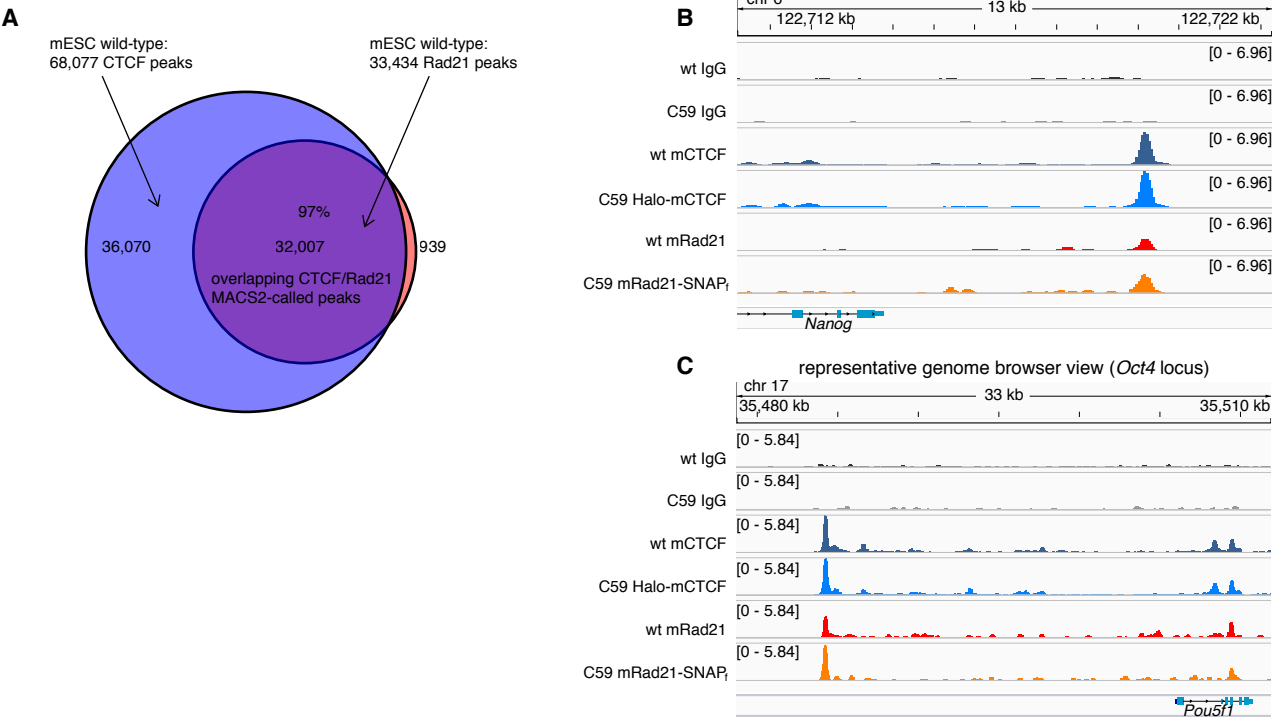 A
mESC wild-type:
68,077 CTCF peaks
mESC wild-type:
33,434 Rad21 peaks
97%
36,070
32,007
939
overlapping CTCF/Rad21
MACS2-called peaks
B
13 kb
122,712 kb
122,722 kb
wt IgG
[0 - 6.96]
C59 IgG
[0 - 6.96]
wt mCTCF
[0 - 6.96]
C59 Halo-mCTCF
[0 - 6.96]
wt mRad21
[0 - 6.96]
C59 mRad21-SNAPf
[0 - 6.96]
Nanog
C
representative genome browser view (Oct4 locus)
chr 17
33 kb
35,480 kb
35,510 kb
wt IgG
[0 - 5.84]
C59 IgG
[0 - 5.84]
wt mCTCF
[0 - 5.84]
C59 Halo-mCTCF
[0 - 5.84]
wt mRad21
[0 - 5.84]
C59 mRad21-SNAPf
[0 - 5.84]
Pou5f1